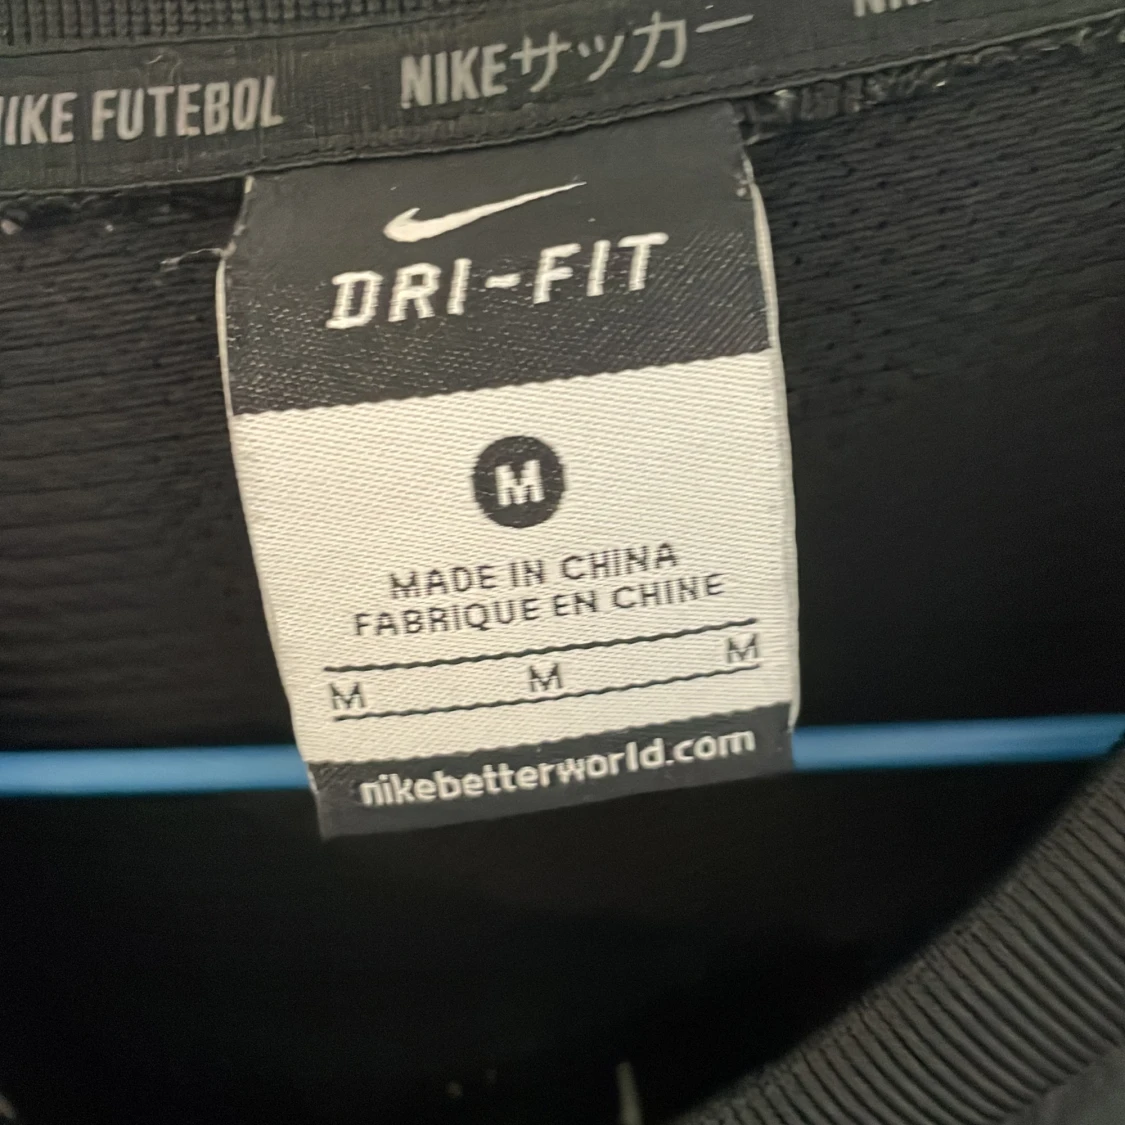 NIKE FUTEBOL NIKEサッカー
DRI-FIT
M
MADE IN CHINA
FABRIQUE EN CHINE
M M M
nikebetterworld.com